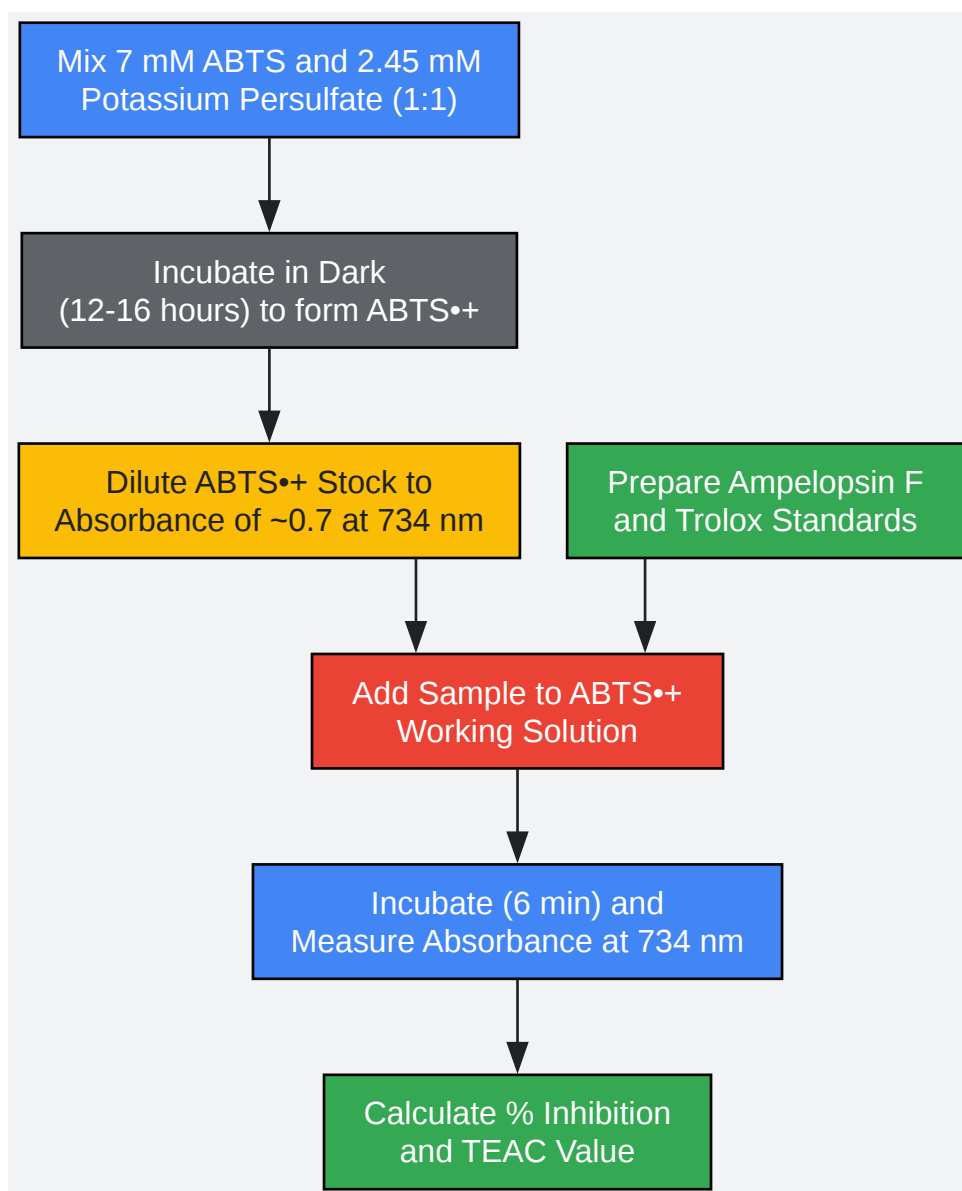 Mix 7 mM ABTS and 2.45 mM
Potassium Persulfate (1:1)
Incubate in Dark
(12-16 hours) to form ABTS•+
Dilute ABTS•+ Stock to
Absorbance of ~0.7 at 734 nm
Prepare Ampelopsin F
and Trolox Standards
Add Sample to ABTS•+
Working Solution
Incubate (6 min) and
Measure Absorbance at 734 nm
Calculate % Inhibition
and TEAC Value